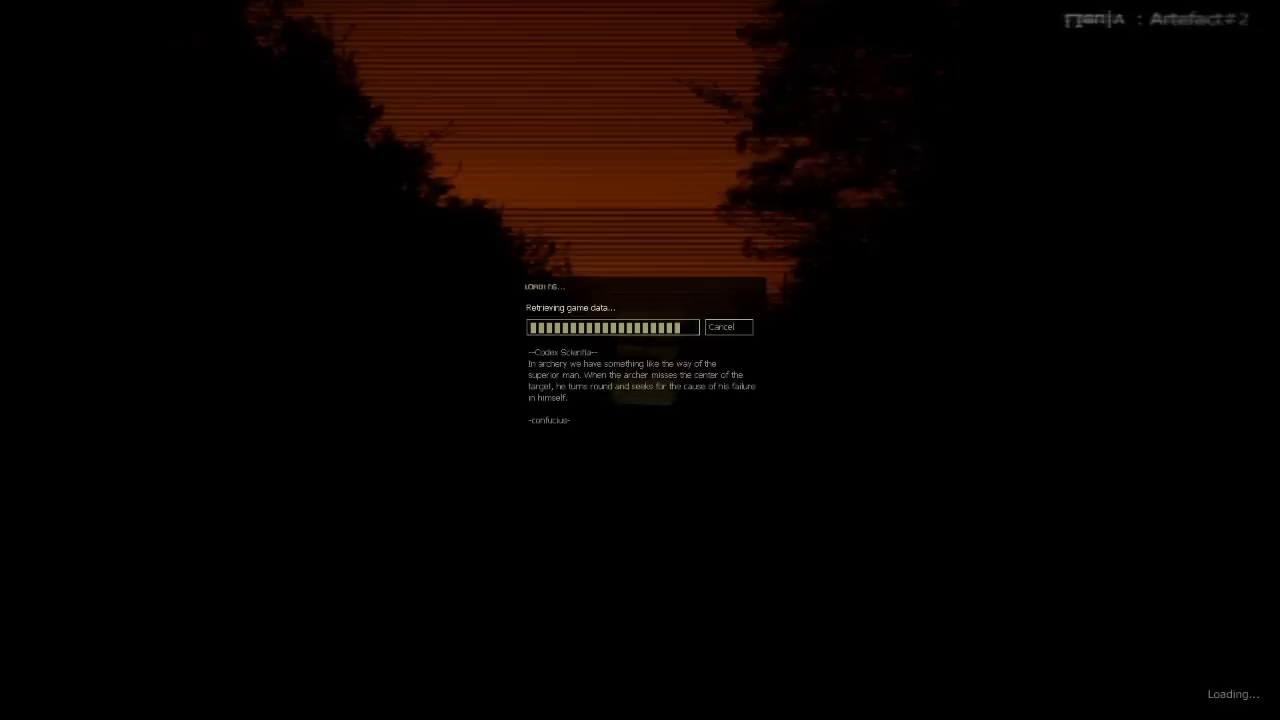 : Artefact#2
LOADING...
Retrieving game data...
Cancel
--Codex Scientia--
In archery we have something like the way of the
superior man. When the archer misses the center of the
target, he turns round and seeks for the cause of his failure
in himself.
-confucius-
Loading...